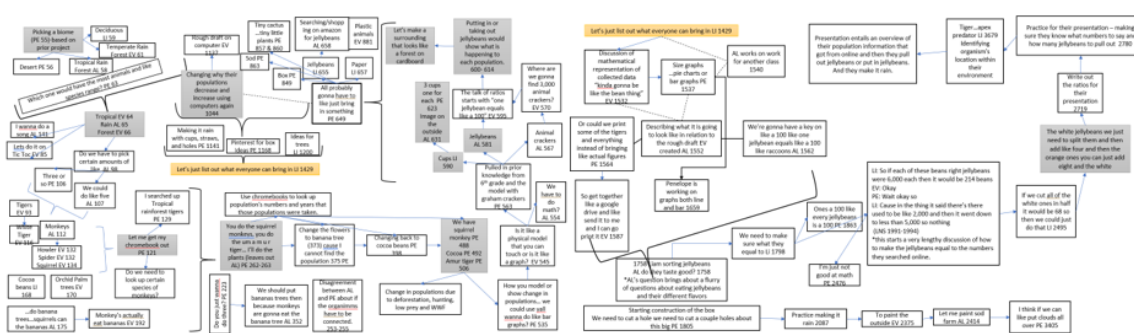 Picking a biome
(PE 55) based on
prior project
Deciduous
LI 59
Temperate Rain
Forest EV 61
Desert PE 56
Tropical Rain
Forest AL 58
Which one would have the most animals and like
species range? PE 63
Tropical EV 64
Rain AL 65
Forest EV 66
I wanna do a
song AL 141
Lets do it on
Tic Toc EV 85
Three or
so PE 106
Do we have to pick
certain amounts of
like AL 98
We could
do like five
AL 107
Tigers
EV 93
Monkeys
AL 112
Howler EV 132
Spider EV 132
Squirrel EV 134
Cocoa
beans LI
168
Orchid Palm
trees EV
170
...do banana
trees...squirrels can
the bananas AL 175
Monkey's actually
eat bananas EV 192
I searched up
Tropical
rainforest tigers
PE 129
Let me get my
chromebook out
PE 121
Do we need to
look up certain
species of
monkeys?
Rough draft on
computer EV
1137
Changing why their
populations
decrease and
increase using
computers again
1044
Making it rain
with cups, straws, and
holes PE 1141
Pinterest for box
ideas PE 1168
Ideas for
trees
LI 1200
Let's just list out what everyone can bring in LI 1429
Tiny cactus
...tiny little plants
PE 857 & 860
Searching/shopp
ing on amazon for
jellybeans
AL 658
Plastic
animals
EV 881
Sod PE
863
Box PE
849
Jellybeans
LI 655
Paper
LI 657
All probably
gonna have to
like just bring
in something
PE 649
Let's make a
surrounding
that looks like
a forest on
cardboard
3 cups
one for
each PE
623
image on
the
outside
AL 631
Cups LI
590
Putting in or
taking out
jellybeans would
show what is
happening to
each population.
600- 614
The talk of ratios
starts with "one
jellybean equals
like a 100" EV 595
Jellybeans
AL 581
Pulled is prior
knowledge from
6th grade and the
model with
graham crackers
PE 563
Where are we
gonna find
3,000 animal
crackers?
EV 570
Animal
crackers
AL 567
We
have to
do
math?
AL 554
Is it like a
physical model
that you can
touch or is it
like a graph?
EV 545
How you model
or show change
in populations...
we could use yall
wanna do like bar
graphs? PE 535
Use chromebooks to look up
population's numbers and years that
those populations were taken.
You do the squirrel
monkeys, you do
the um a m u r
tiger... I'll do the
plants (leaves out
AL) PE 262-263
Change the flowers
to banana tree
(373) cause I
cannot find the
population 375 PE
Changing back to
cocoa beans PE
398
We have
squirrel
monkey PE
488
Cocoa PE 492
Amur tiger PE
506
Do you just wanna
do three? PE 223
We should put
bananas trees then
because monkeys
are gonna eat the
banana tree AL 352
Disagreement between
AL and PE about if
the organisms have
to be connected.
253-255
Change in populations due to
deforestation, hunting,
low prey and WWF
Let's just list out what everyone can bring in LI 1429
Discussion of
mathematical
representation of
collected data
"kinda gonna be
like the bean thing"
EV 1532
Size graphs
...pie charts or
bar graphs PE
1537
AL works on work
for another class
1540
Or could we print
some of the tigers
and everything
instead of bringing
like actual figures
PE 1564
Describing what it is going to
look like in relation to the
rough draft EV
created AL 1552
We're gonna have a key on
like a 100 like one jellybean
equals like a 100 like
raccoons AL 1562
So get together
like a google
drive and like
send it to me
and I can go
print it EV 1587
Penelope is working
on graphs both line
and bar 1659
1758 I am sorting jellybeans
AL do they taste good? 1758
*AL's question brings about a flurry
of questions about eating jellybeans
and their different flavors
We need to make
sure what they
equal to LI 1798
Ones a 100 like
every jellybeans
is a 100 PE 1863
I'm just not
good at math
PE 2476
Starting construction of the box
We need to cut a hole we need to cut a couple holes about
this big PE 1805
Practice making it
rain 2087
To paint the
outside EV 2375
Let me paint soid
farm AL 2414
I think if we can
like put clouds all
over PE 3405
LI: So if each of these beans right jellybeans
were 6,000 each then it would be 214 beans
EV: Okay
PE: Wait okay so
LI: Cause in the thing it said there's there
used to be like 2,000 and then it went down
to less than 5,000 so nothing
(LNS 1991-1994)
*this starts a very lengthy discussion of how to
make the jellybeans equal to the numbers
they searched online.
If we cut all of the
white ones in half
it would be 68 so
then we could just
do that LI 2495
The white jellybeans we just
need to split them and then
add like four and then the
orange ones you can just add
eight and the white
Write out
the ratios for
their
presentation
2719
Practice for their presentation – making
sure they know what numbers to say and
how many jellybeans to pull out 2780
Tiger...apex
predator LI 3679
Identifying
organism's
location within
their
environment
Presentation entails an overview of
their population information that they
got from online and then they pull
out jellybeans or put in jellybeans.
And they make it rain.